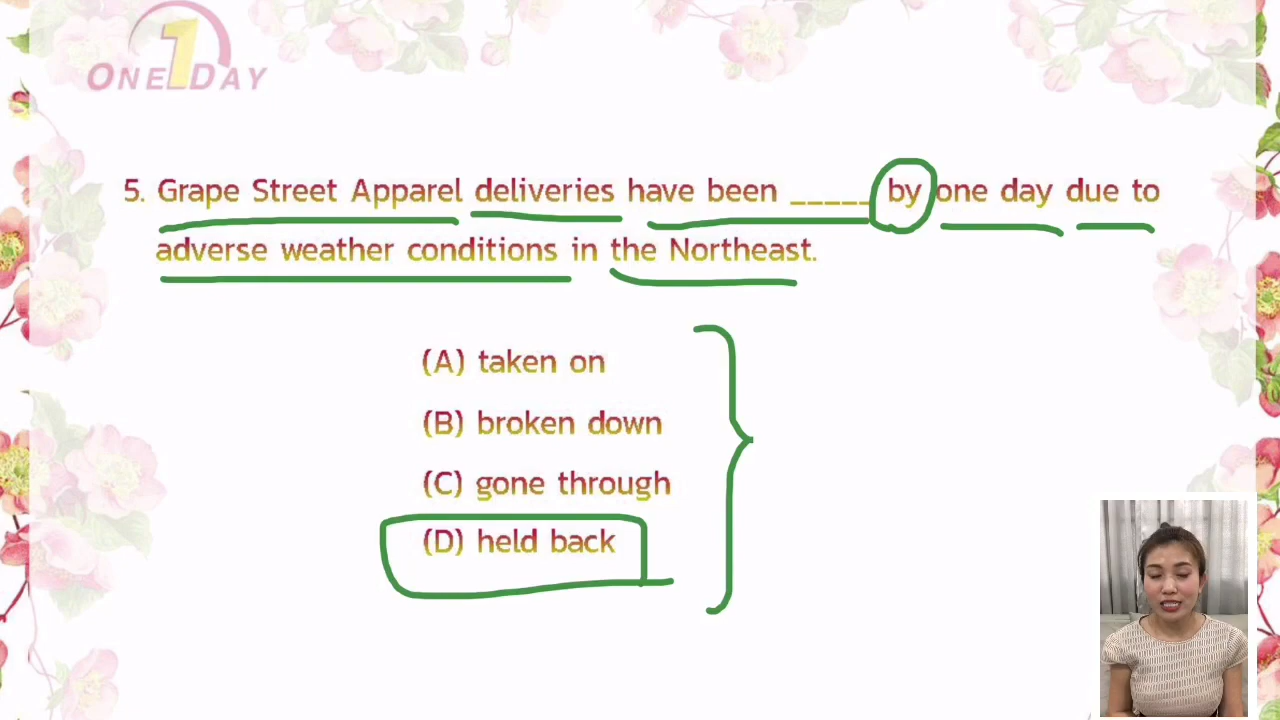 ONE 1 DAY
5. Grape Street Apparel deliveries have been _____ by one day due to
adverse weather conditions in the Northeast.
(A) taken on
(B) broken down
(C) gone through
(D) held back